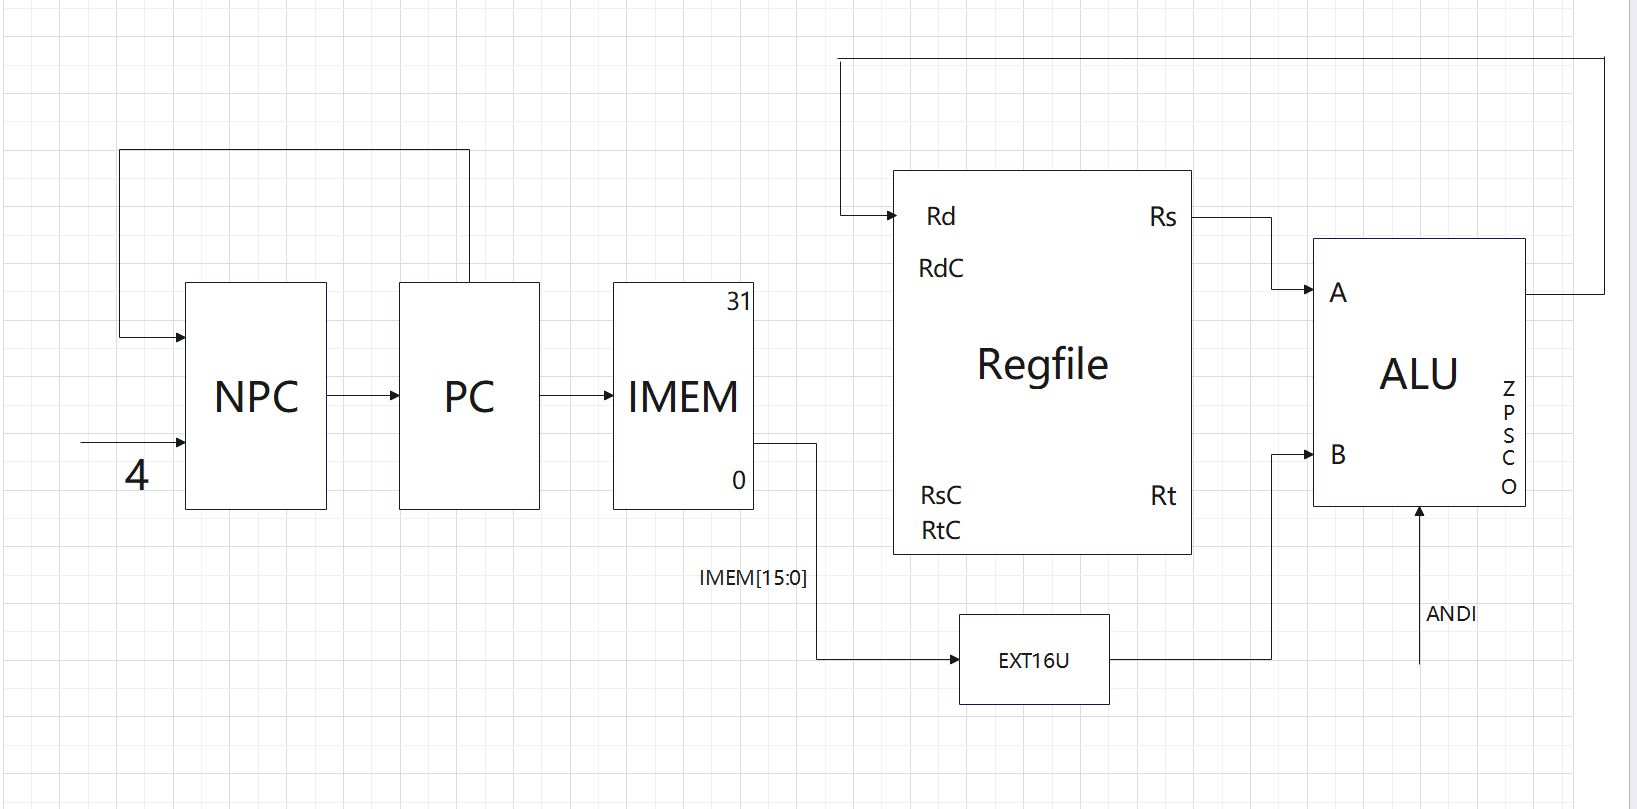 NPC
4
PC
31
IMEM
0
IMEM[15:0]
Rd
Rs
RdC
Regfile
RsC
Rt
RtC
EXT16U
A
ALU
B
Z
P
S
C
O
ANDI